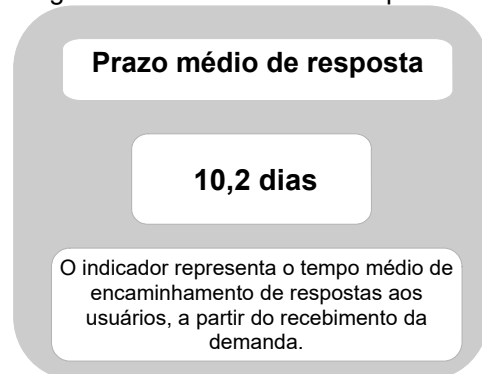 Prazo médio de resposta
10,2 dias
O indicador representa o tempo médio de
encaminhamento de respostas aos
usuários, a partir do recebimento da
demanda.